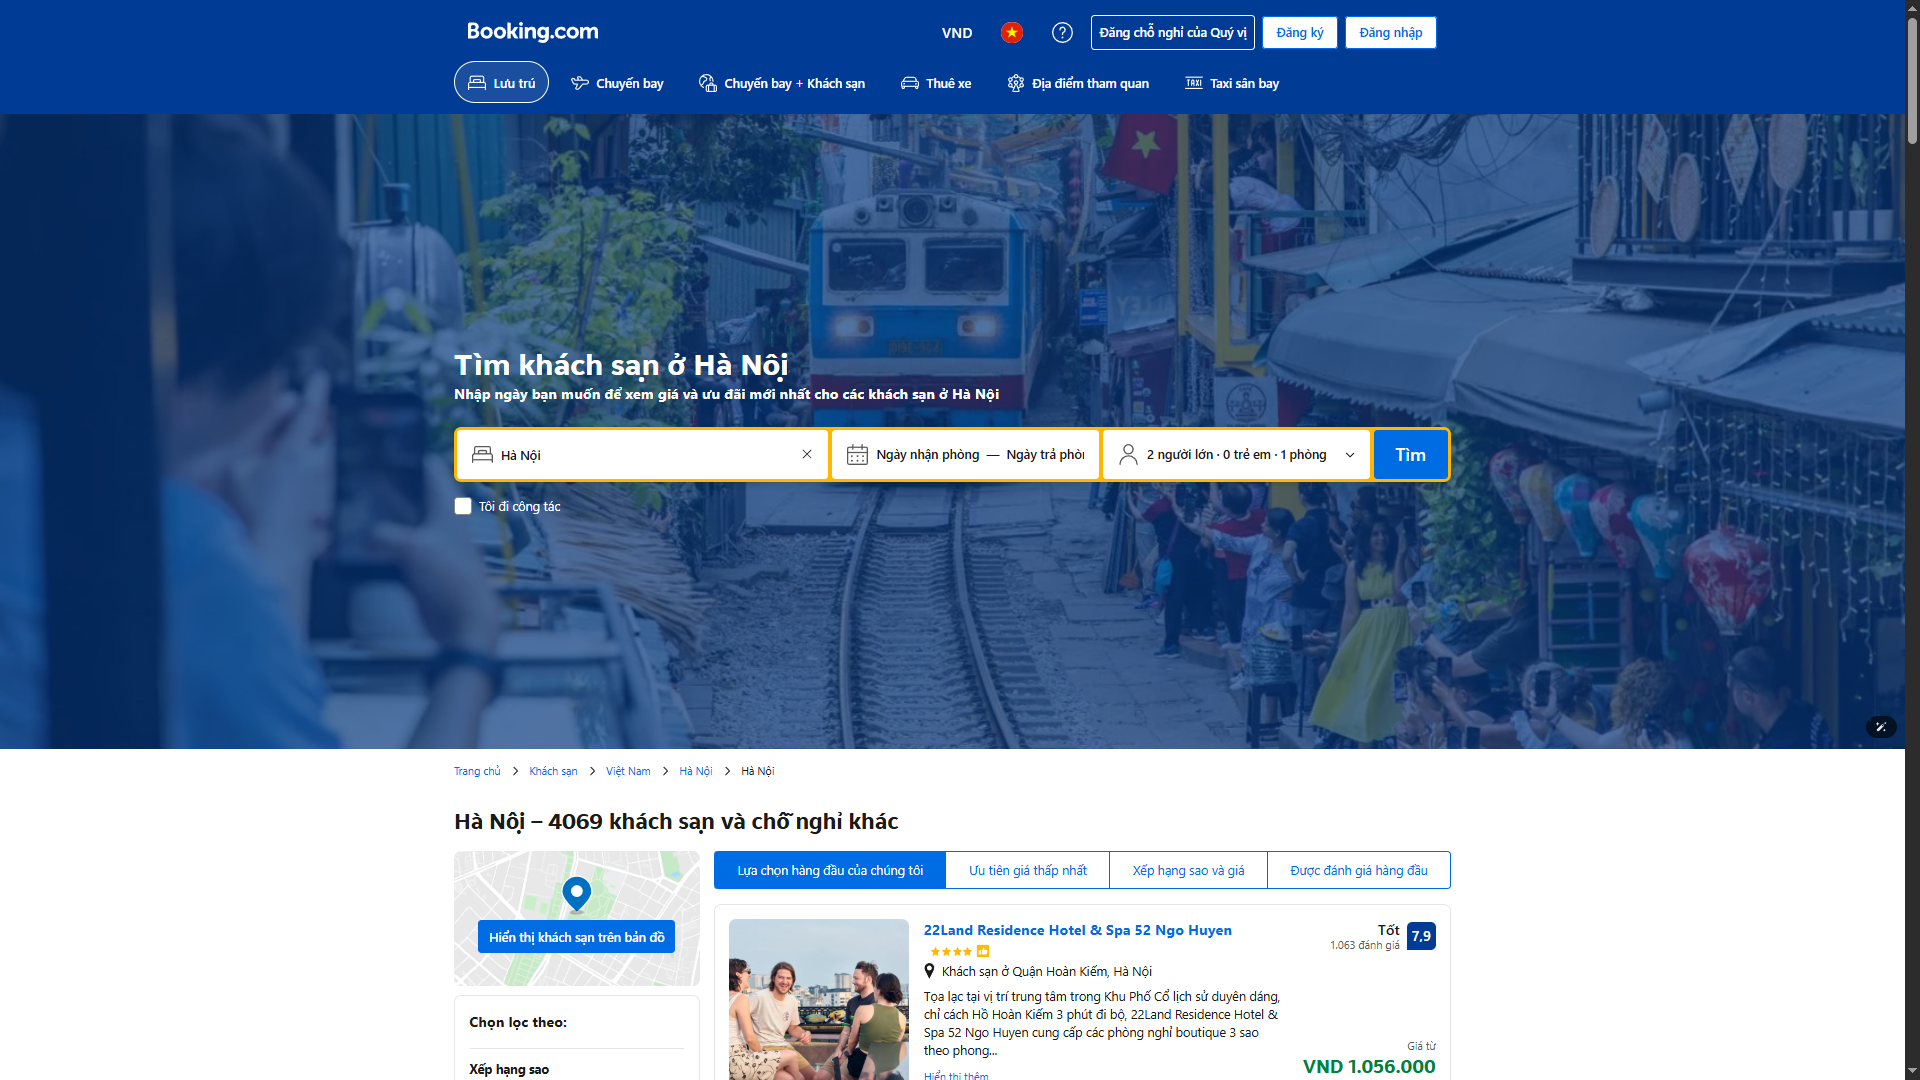 Booking.com
VND
Đăng chỗ nghỉ của Quý vị
Đăng ký
Đăng nhập
Lưu trú
Chuyến bay
Chuyến bay + Khách sạn
Thuê xe
Địa điểm tham quan
TAXI Taxi sân bay
Tìm khách sạn ở Hà Nội
Nhập ngày bạn muốn để xem giá và ưu đãi mới nhất cho các khách sạn ở Hà Nội
Hà Nội
Ngày nhận phòng — Ngày trả phòn
2 người lớn · 0 trẻ em · 1 phòng
Tìm
Tôi đi công tác
Trang chủ
Khách sạn
Việt Nam
Hà Nội
Hà Nội
Hà Nội – 4069 khách sạn và chỗ nghỉ khác
Hiển thị khách sạn trên bản đồ
Chọn lọc theo:
Xếp hạng sao
Lựa chọn hàng đầu của chúng tôi
Ưu tiên giá thấp nhất
Xếp hạng sao và giá
Được đánh giá hàng đầu
22Land Residence Hotel & Spa 52 Ngo Huyen
Tốt
1.063 đánh giá
7,9
Khách sạn ở Quận Hoàn Kiếm, Hà Nội
Tọa lạc tại vị trí trung tâm trong Khu Phố Cổ lịch sử duyên dáng,
chỉ cách Hồ Hoàn Kiếm 3 phút đi bộ, 22Land Residence Hotel &
Spa 52 Ngo Huyen cung cấp các phòng nghỉ boutique 3 sao
theo phong...
Hiển thị thêm
Giá từ
VND 1.056.000